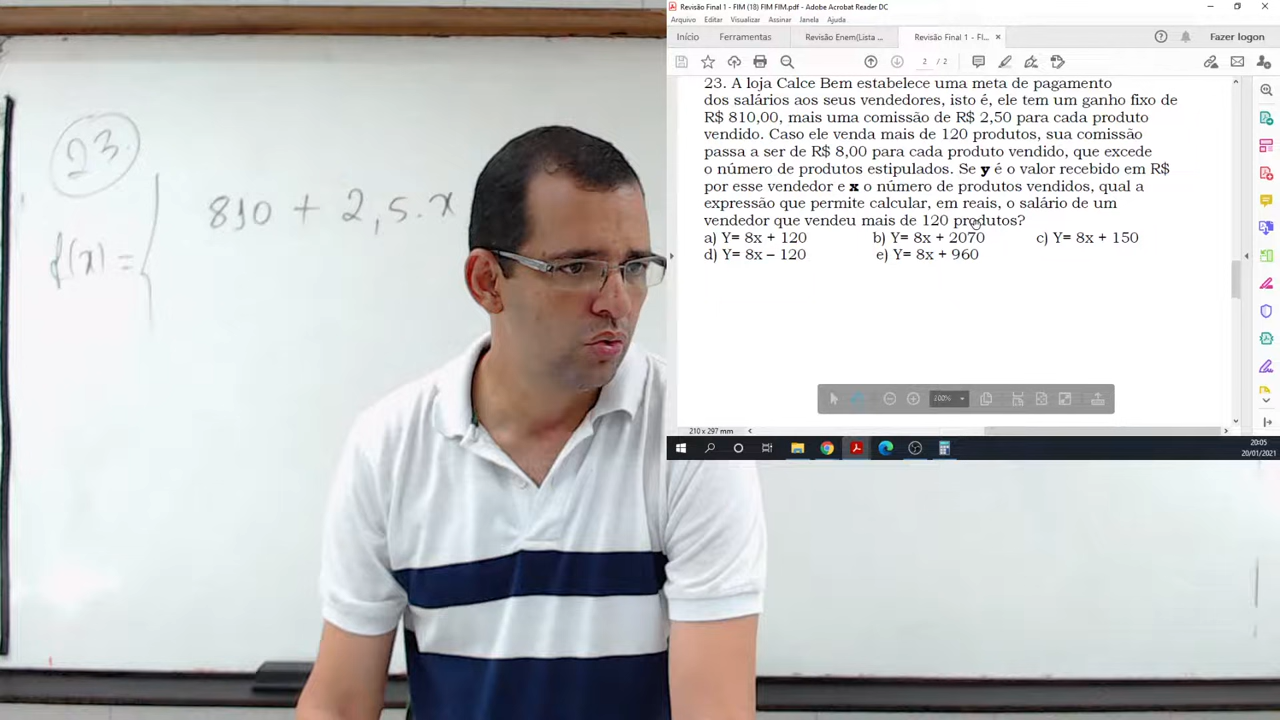 23.
810 + 2,5.x
f(x) =
Revisão Final 1 - FIM (18) FIM FIM.pdf - Adobe Acrobat Reader DC
Arquivo Editar Visualizar Assinar Janela Ajuda
Início Ferramentas Revisão Enem(Lista ... Revisão Final 1 - FI... × Fazer logon
2 / 2
23. A loja Calce Bem estabelece uma meta de pagamento
dos salários aos seus vendedores, isto é, ele tem um ganho fixo de
R$ 810,00, mais uma comissão de R$ 2,50 para cada produto
vendido. Caso ele venda mais de 120 produtos, sua comissão
passa a ser de R$ 8,00 para cada produto vendido, que excede
o número de produtos estipulados. Se y é o valor recebido em R$
por esse vendedor e x o número de produtos vendidos, qual a
expressão que permite calcular, em reais, o salário de um
vendedor que vendeu mais de 120 produtos?
a) Y= 8x + 120 b) Y= 8x + 2070 c) Y= 8x + 150
d) Y= 8x – 120 e) Y= 8x + 960
200%
210 x 297 mm
20:05
20/01/2021